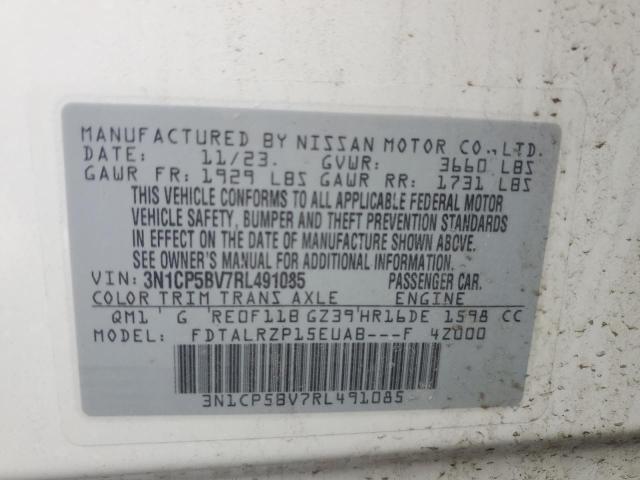 MANUFACTURED BY NISSAN MOTOR CO., LTD.
DATE: 11/23. GVWR: 3660 LBS
GAWR FR: 1929 LBS GAWR RR: 1731 LBS
THIS VEHICLE CONFORMS TO ALL APPLICABLE FEDERAL MOTOR
VEHICLE SAFETY, BUMPER AND THEFT PREVENTION STANDARDS
IN EFFECT ON THE DATE OF MANUFACTURE SHOWN ABOVE.
SEE OWNER'S MANUAL FOR ADDITIONAL INFORMATION.
VIN: 3N1CP5BV7RL491085 PASSENGER CAR.
COLOR TRIM TRANS AXLE ENGINE
QM1 G RE0F11B GZ39 HR16DE 1598 CC
MODEL: FDTALRZP15EUAB---F 4Z000
3N1CP5BV7RL491085